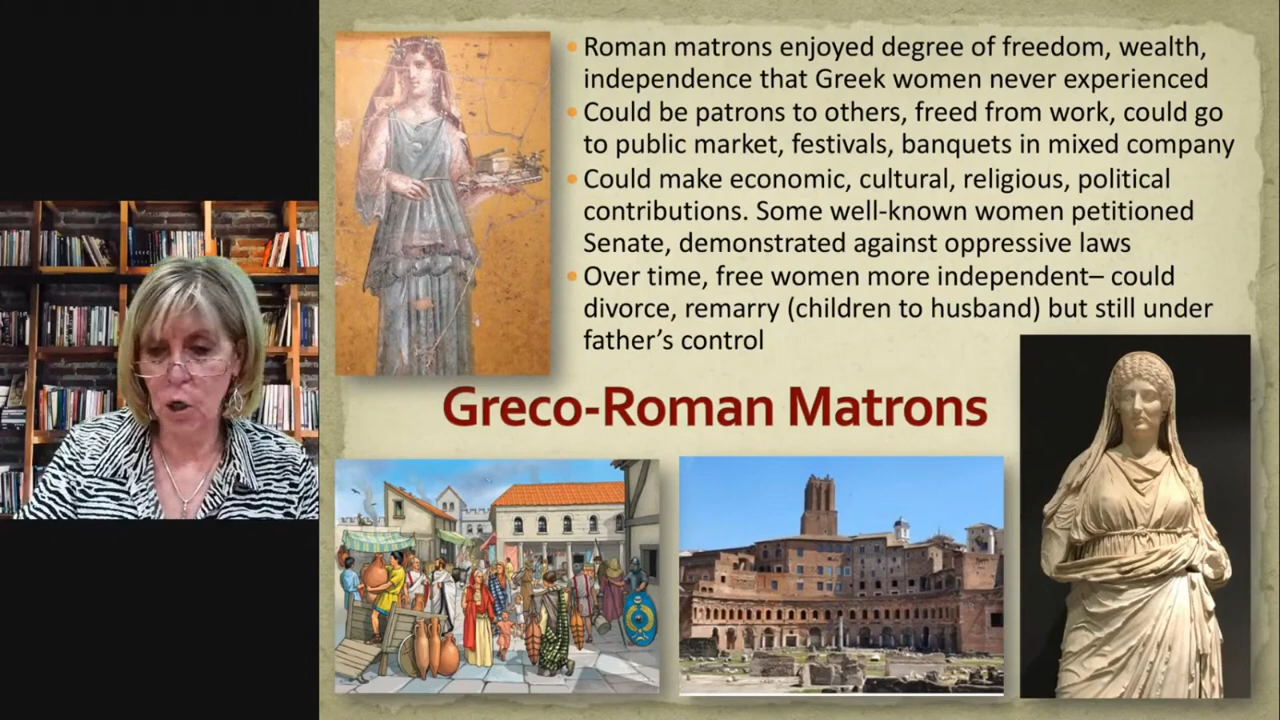 • Roman matrons enjoyed degree of freedom, wealth,
independence that Greek women never experienced
• Could be patrons to others, freed from work, could go
to public market, festivals, banquets in mixed company
• Could make economic, cultural, religious, political
contributions. Some well-known women petitioned
Senate, demonstrated against oppressive laws
• Over time, free women more independent– could
divorce, remarry (children to husband) but still under
father’s control
Greco-Roman Matrons